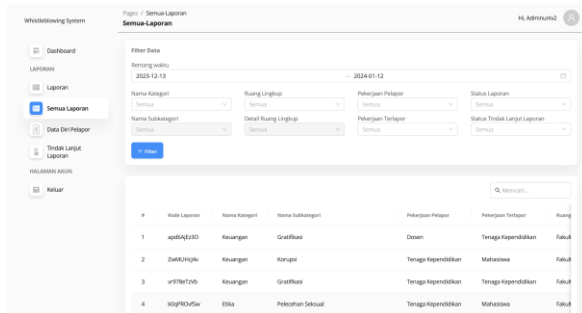 Whistleblowing System
Pages / Semua-Laporan
Semua-Laporan
Hi, Adminuniv2
Dashboard
LAPORAN
Laporan
Semua Laporan
Data Diri Pelapor
Tindak Lanjut
Laporan
HALAMAN AKUN
Keluar
Filter Data
Rentang waktu
2023-12-13 ~ 2024-01-12
Nama Kategori Ruang Lingkup Pekerjaan Pelapor Status Laporan
Semua Semua Semua Semua
Nama Subkategori Detail Ruang Lingkup Pekerjaan Terlapor Status Tindak Lanjut Laporan
Semua Semua Semua Semua
Filter
Mencari...
# Kode Laporan Nama Kategori Nama Subkategori Pekerjaan Pelapor Pekerjaan Terlapor Ruang
1 Keuangan Gratifikasi Dosen Tenaga Kependidikan Fakult
2 Keuangan Korupsi Tenaga Kependidikan Mahasiswa Fakult
3 Keuangan Gratifikasi Tenaga Kependidikan Tenaga Kependidikan Fakult
4 Etika Pelecehan Seksual Tenaga Kependidikan Mahasiswa Fakult